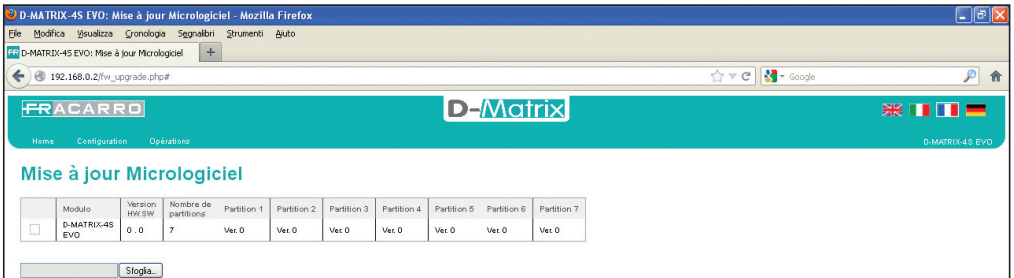 D-MATRIX-4S EVO: Mise à jour Micrologiciel - Mozilla Firefox
File Modifica Visualizza Cronologia Segnalibri Strumenti Aiuto
FR D-MATRIX-4S EVO: Mise à jour Micrologiciel +
192.168.0.2/fw_upgrade.php# Google
FRACARRO D-Matrix
Home Configuration Opérations D-MATRIX-4S EVO
Mise à jour Micrologiciel
Modulo Version HW.SW Nombre de partitions Partition 1 Partition 2 Partition 3 Partition 4 Partition 5 Partition 6 Partition 7
D-MATRIX-4S EVO 0 . 0 7 Ver. 0 Ver. 0 Ver. 0 Ver. 0 Ver. 0 Ver. 0 Ver. 0
Sfoglia...